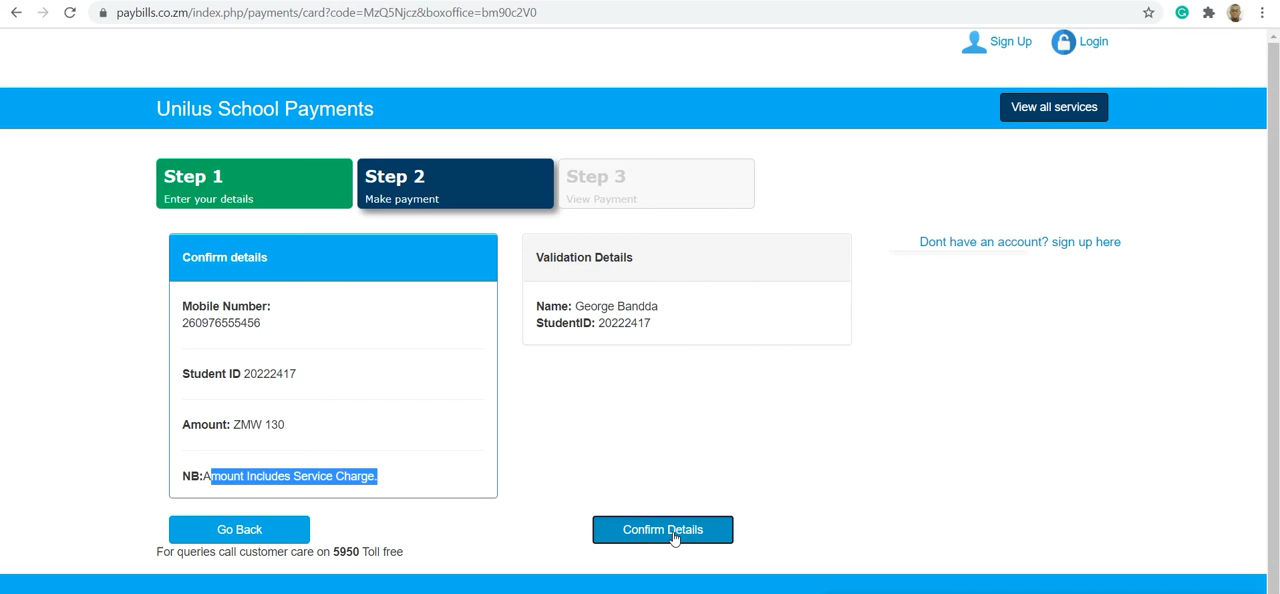 paybills.co.zm/index.php/payments/card?code=MzQ5Njcz&boxoffice=bm90c2V0
Sign Up Login
Unilus School Payments View all services
Step 1 Step 2 Step 3
Enter your details Make payment View Payment
Dont have an account? sign up here
Confirm details
Mobile Number:
260976555456
Student ID 20222417
Amount: ZMW 130
NB:Amount Includes Service Charge.
Validation Details
Name: George Bandda
StudentID: 20222417
Go Back Confirm Details
For queries call customer care on 5950 Toll free